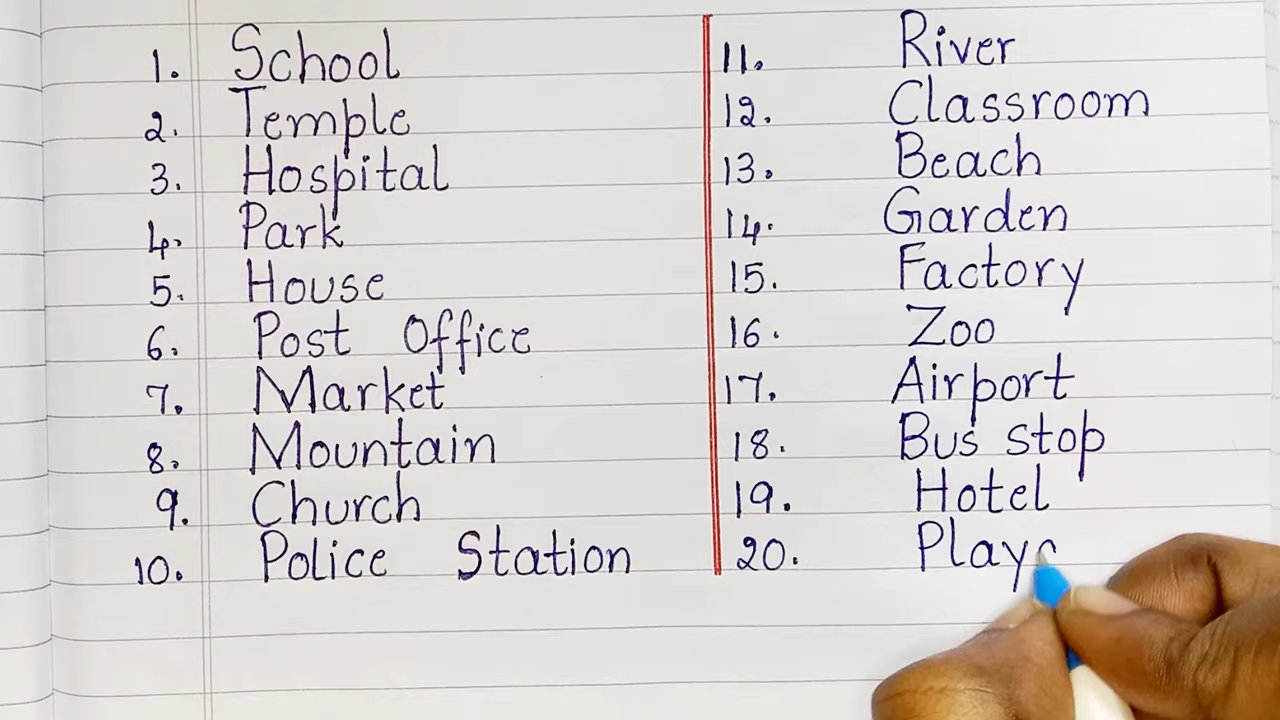 1. School
2. Temple
3. Hospital
4. Park
5. House
6. Post Office
7. Market
8. Mountain
9. Church
10. Police Station
11. River
12. Classroom
13. Beach
14. Garden
15. Factory
16. Zoo
17. Airport
18. Bus stop
19. Hotel
20. Play